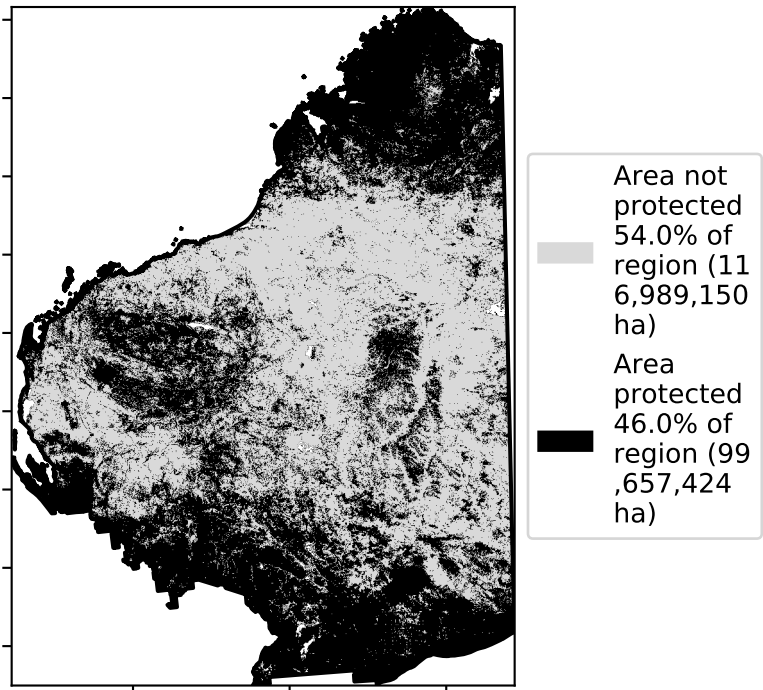 Area not
protected
54.0% of
region (11
6,989,150
ha)
Area
protected
46.0% of
region (99
,657,424
ha)